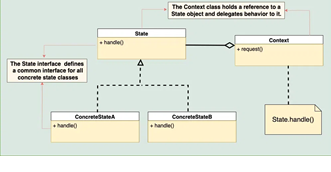 The Context class holds a reference to a
State object and delegates behavior to it.
State
+ handle()
Context
+ request()
The State interface defines
a common interface for all
concrete state classes
ConcreteStateA
+ handle()
ConcreteStateB
+ handle()
State.handle()